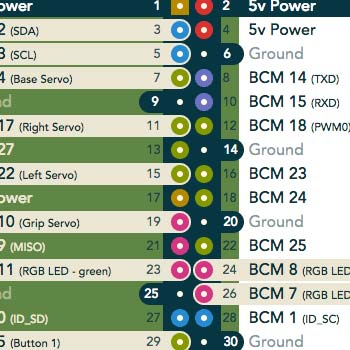 ower 1 2 5v Power
2 (SDA) 3 4 5v Power
3 (SCL) 5 6 Ground
4 (Base Servo) 7 8 BCM 14 (TXD)
nd 9 10 BCM 15 (RXD)
17 (Right Servo) 11 12 BCM 18 (PWM0)
27 13 14 Ground
22 (Left Servo) 15 16 BCM 23
ower 17 18 BCM 24
10 (Grip Servo) 19 20 Ground
9 (MISO) 21 22 BCM 25
11 (RGB LED - green) 23 24 BCM 8 (RGB LED
nd 25 26 BCM 7 (RGB LED
0 (ID_SD) 27 28 BCM 1 (ID_SC)
5 (Button 1) 29 30 Ground